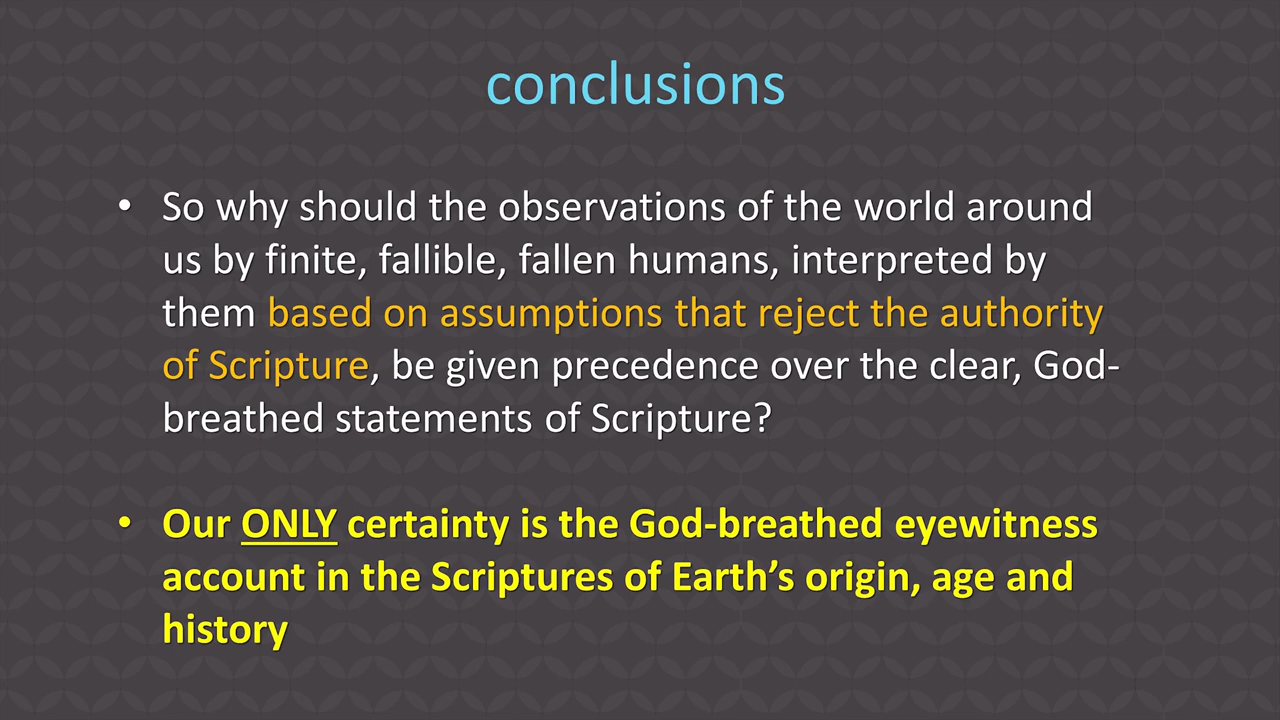 conclusions
• So why should the observations of the world around
us by finite, fallible, fallen humans, interpreted by
them based on assumptions that reject the authority
of Scripture, be given precedence over the clear, God-
breathed statements of Scripture?
• Our ONLY certainty is the God-breathed eyewitness
account in the Scriptures of Earth’s origin, age and
history